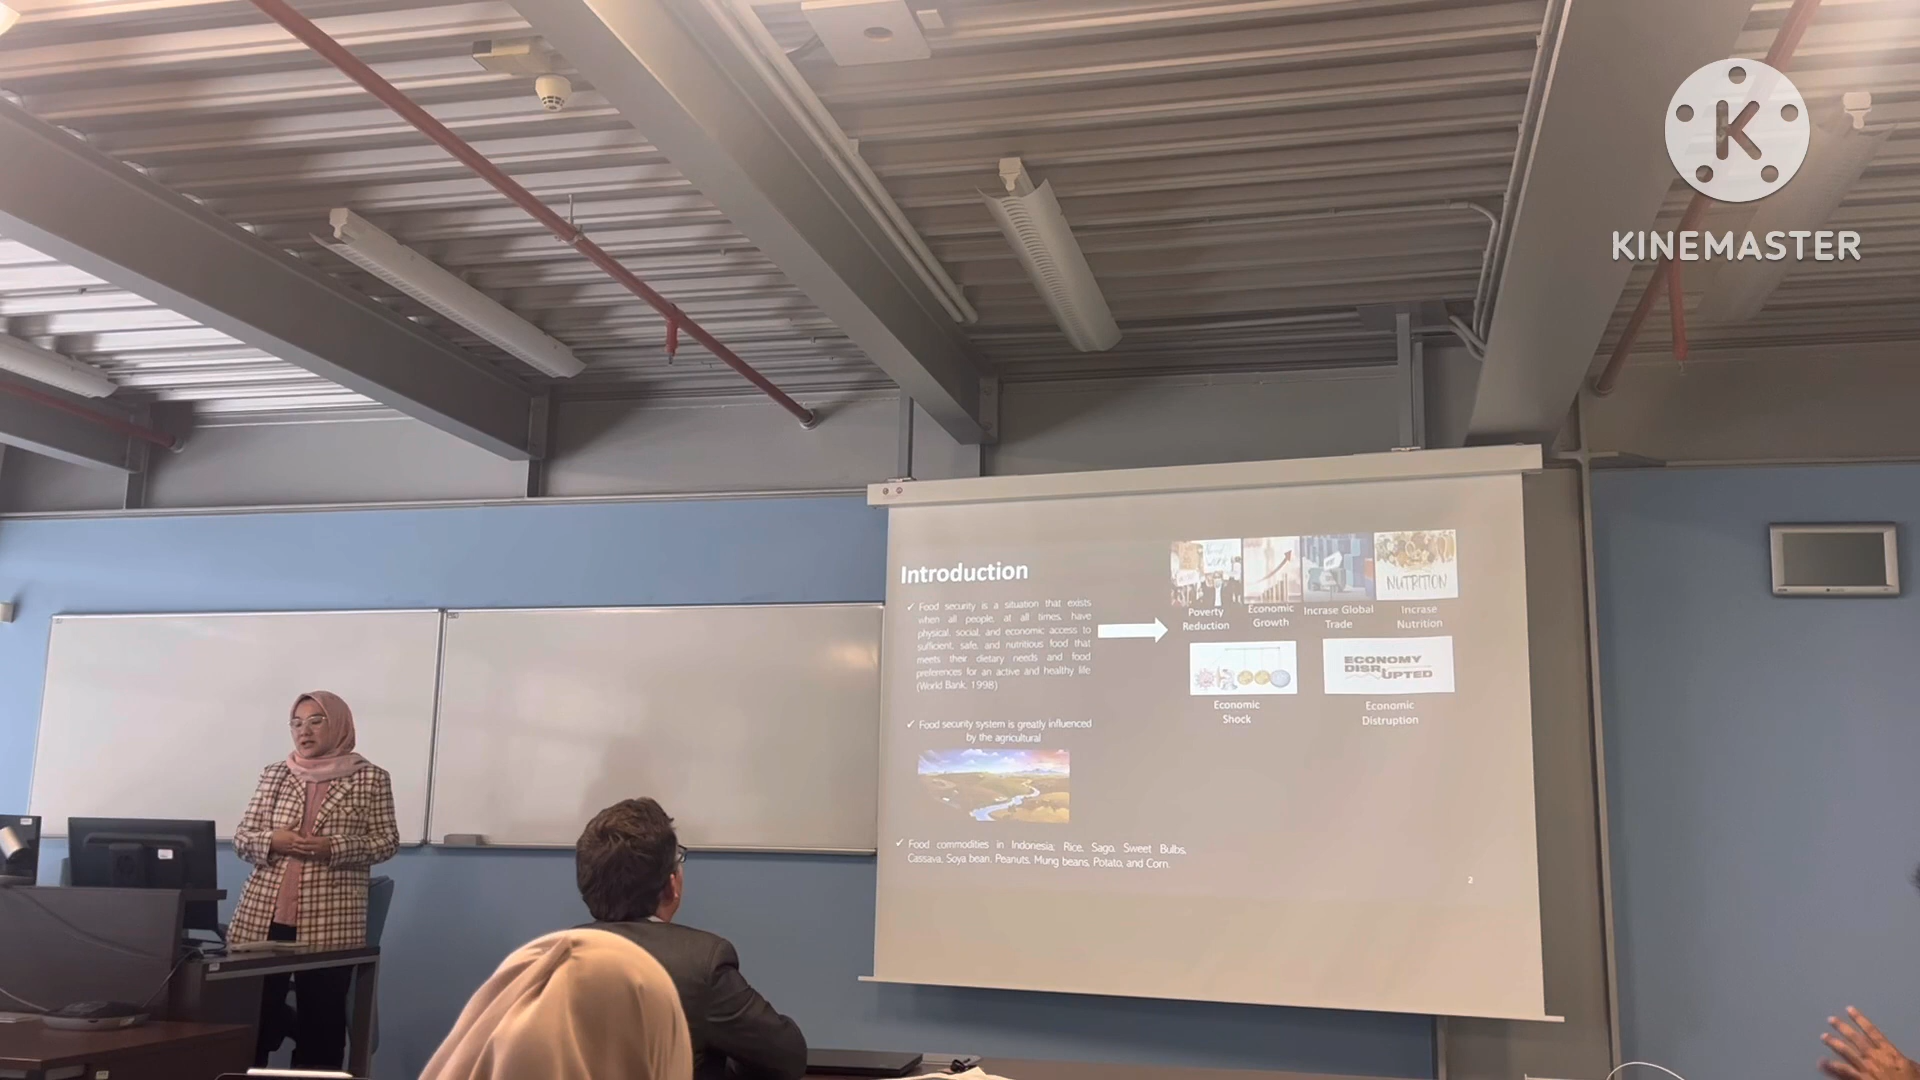 K
KINEMASTER
Introduction
✓ Food security is a situation that exists
when all people, at all times, have
physical, social, and economic access to
sufficient, safe, and nutritious food that
meets their dietary needs and food
preferences for an active and healthy life
(World Bank, 1998)
✓ Food security system is greatly influenced
by the agricultural
✓ Food commodities in Indonesia, Rice, Sago, Sweet Bulbs,
Cassava, Soya bean, Peanuts, Mung beans, Potato, and Corn.
Need
Work
NUTRITION
Poverty
Reduction
Economic
Growth
Incrase Global
Trade
Incrase
Nutrition
ECONOMY
DISRUPTED
Economic
Shock
Economic
Distruption
2